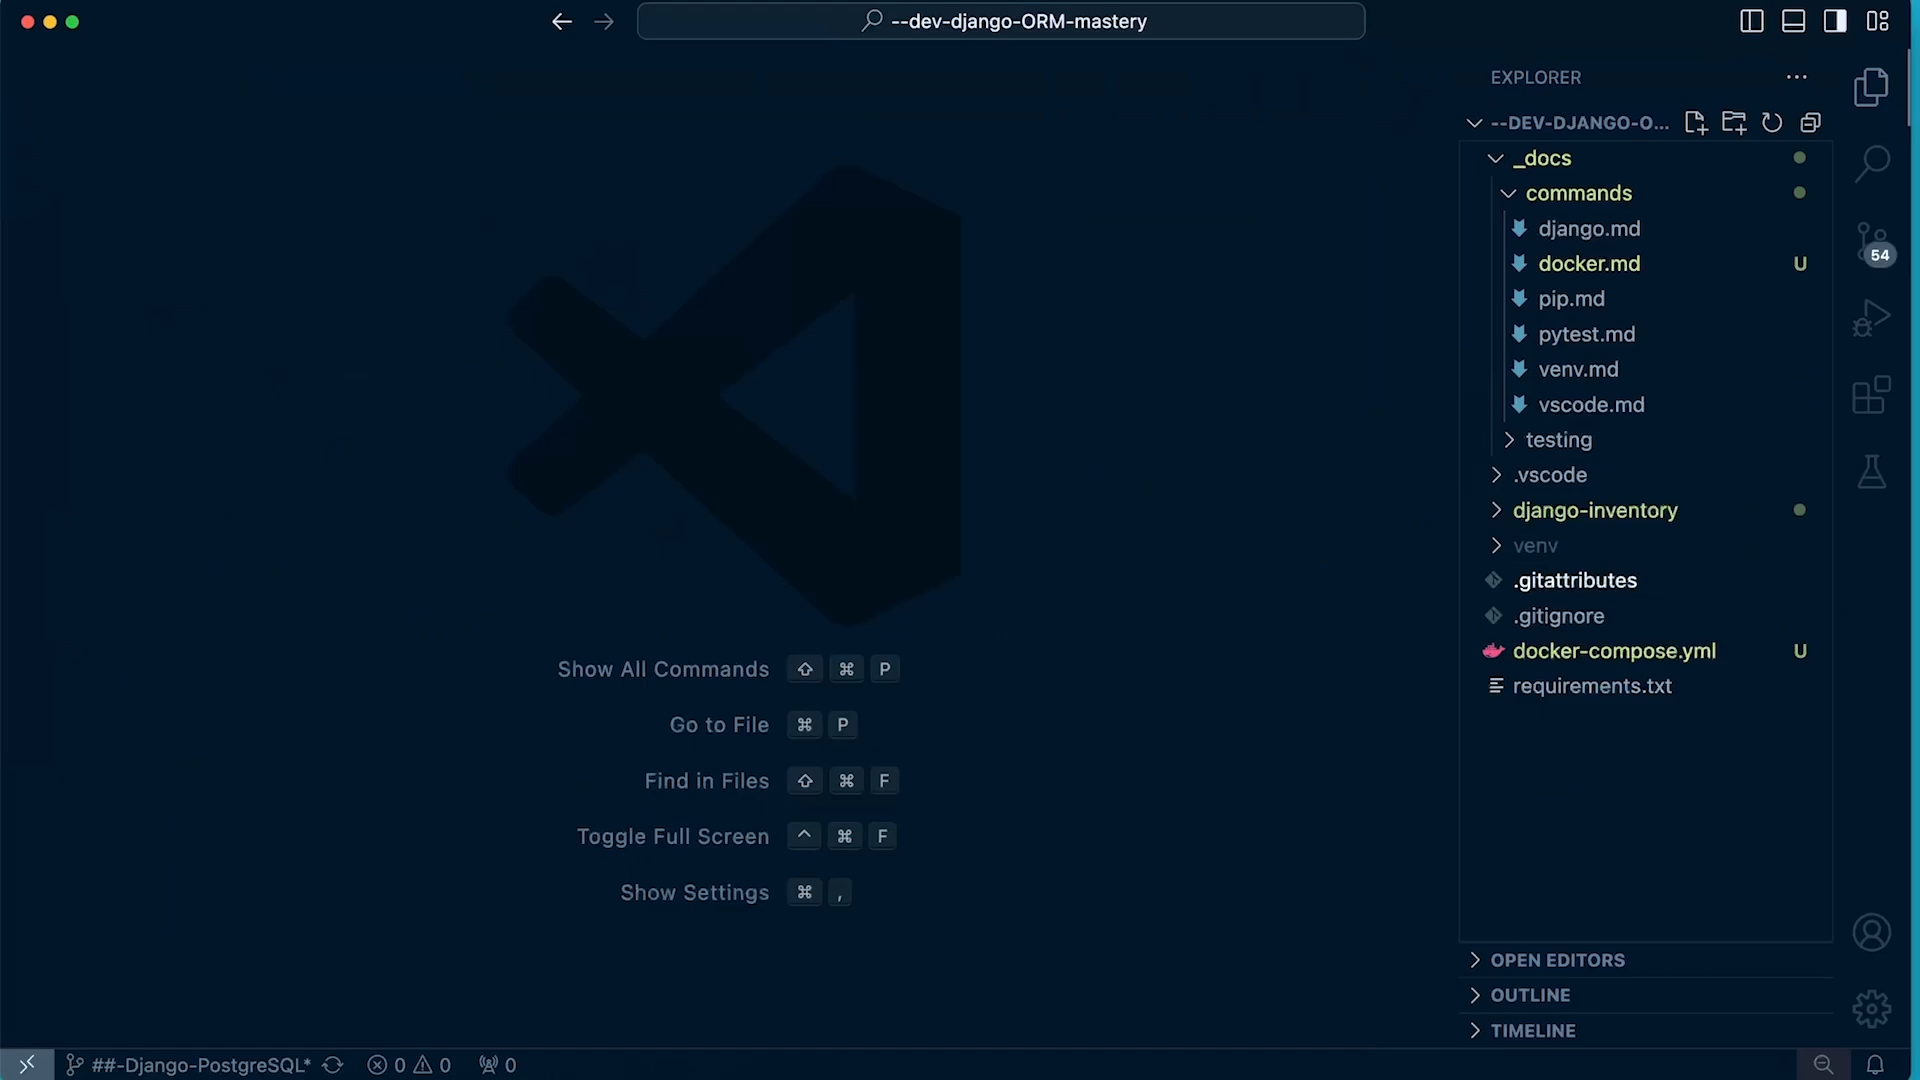 --dev-django-ORM-mastery
EXPLORER
--DEV-DJANGO-O...
_docs
commands
django.md
docker.md U
pip.md
pytest.md
venv.md
vscode.md
testing
.vscode
54
django-inventory
venv
.gitattributes
.gitignore
docker-compose.yml U
requirements.txt
Show All Commands ⇧ ⌘ P
Go to File ⌘ P
Find in Files ⇧ ⌘ F
Toggle Full Screen ^ ⌘ F
Show Settings ⌘ ,
OPEN EDITORS
OUTLINE
TIMELINE
##-Django-PostgreSQL* 0 0 0